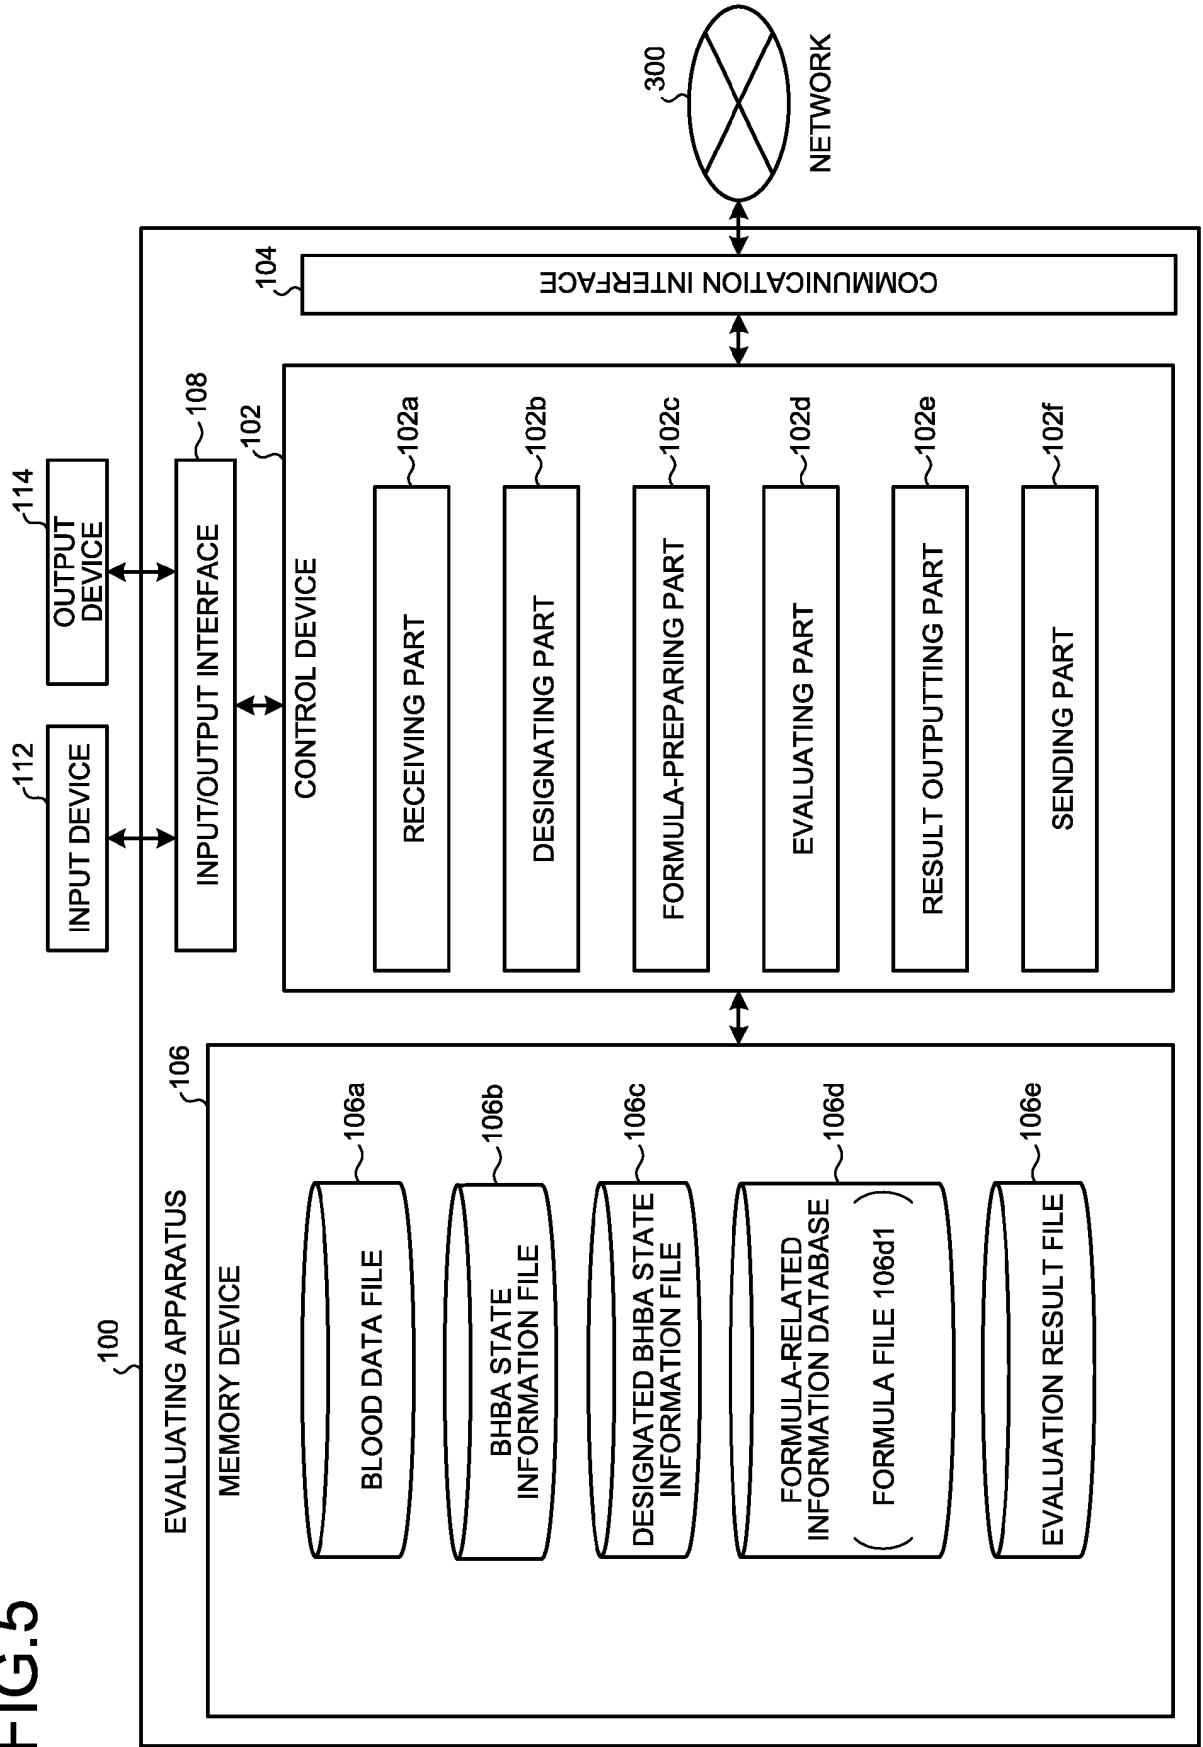 FIG.5
100
EVALUATING APPARATUS
106
MEMORY DEVICE
BLOOD DATA FILE
106a
BHBA STATE
INFORMATION FILE
106b
DESIGNATED BHBA STATE
INFORMATION FILE
106c
FORMULA-RELATED
INFORMATION DATABASE
FORMULA FILE 106d1
106d
EVALUATION RESULT FILE
106e
INPUT DEVICE
112
OUTPUT
DEVICE
114
INPUT/OUTPUT INTERFACE
108
102
CONTROL DEVICE
RECEIVING PART
102a
DESIGNATING PART
102b
FORMULA-PREPARING PART
102c
EVALUATING PART
102d
RESULT OUTPUTTING PART
102e
SENDING PART
102f
104
COMMUNICATION INTERFACE
300
NETWORK